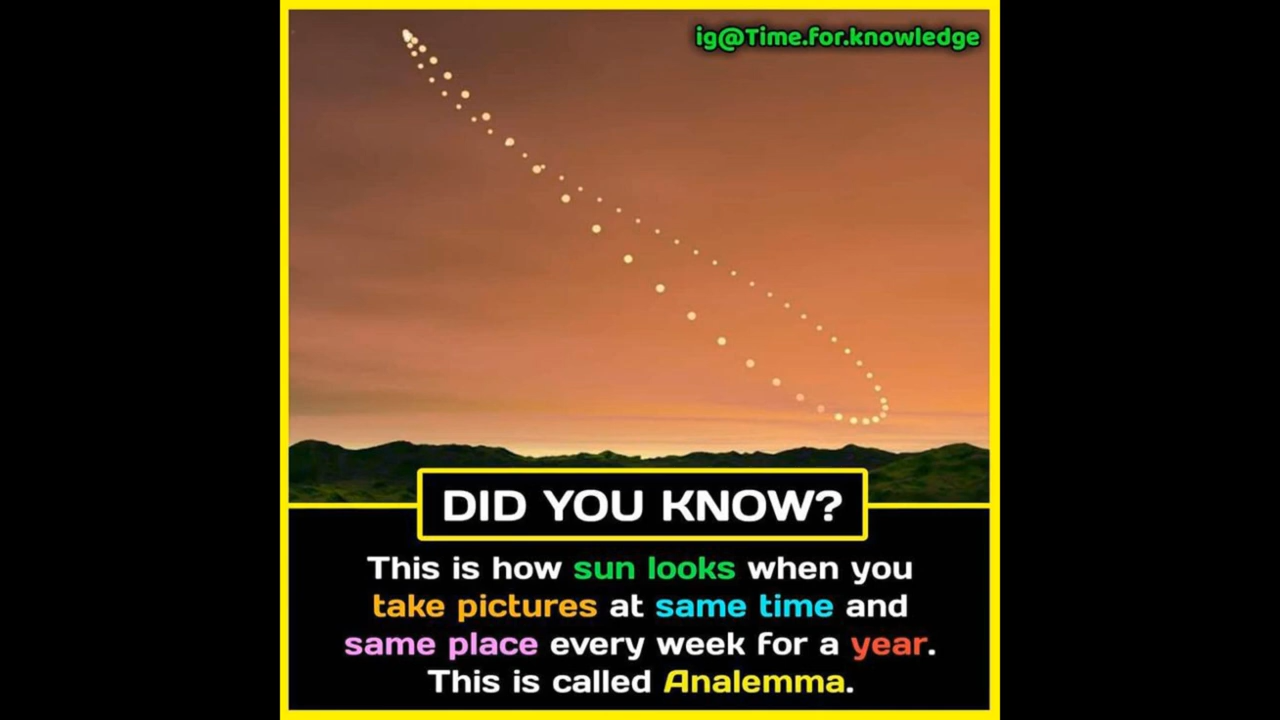 ig@Time.for.knowledge
DID YOU KNOW?
This is how sun looks when you
take pictures at same time and
same place every week for a year.
This is called Analemma.